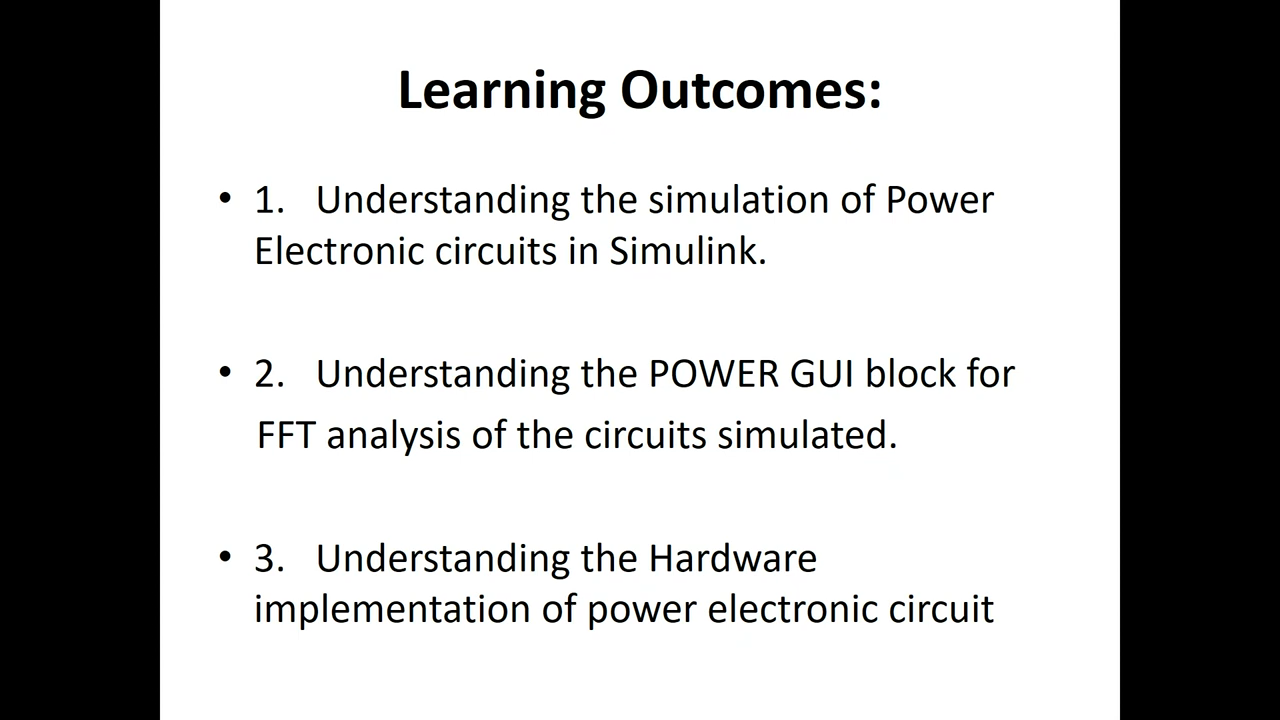 Learning Outcomes:
• 1. Understanding the simulation of Power
Electronic circuits in Simulink.
• 2. Understanding the POWER GUI block for
FFT analysis of the circuits simulated.
• 3. Understanding the Hardware
implementation of power electronic circuit